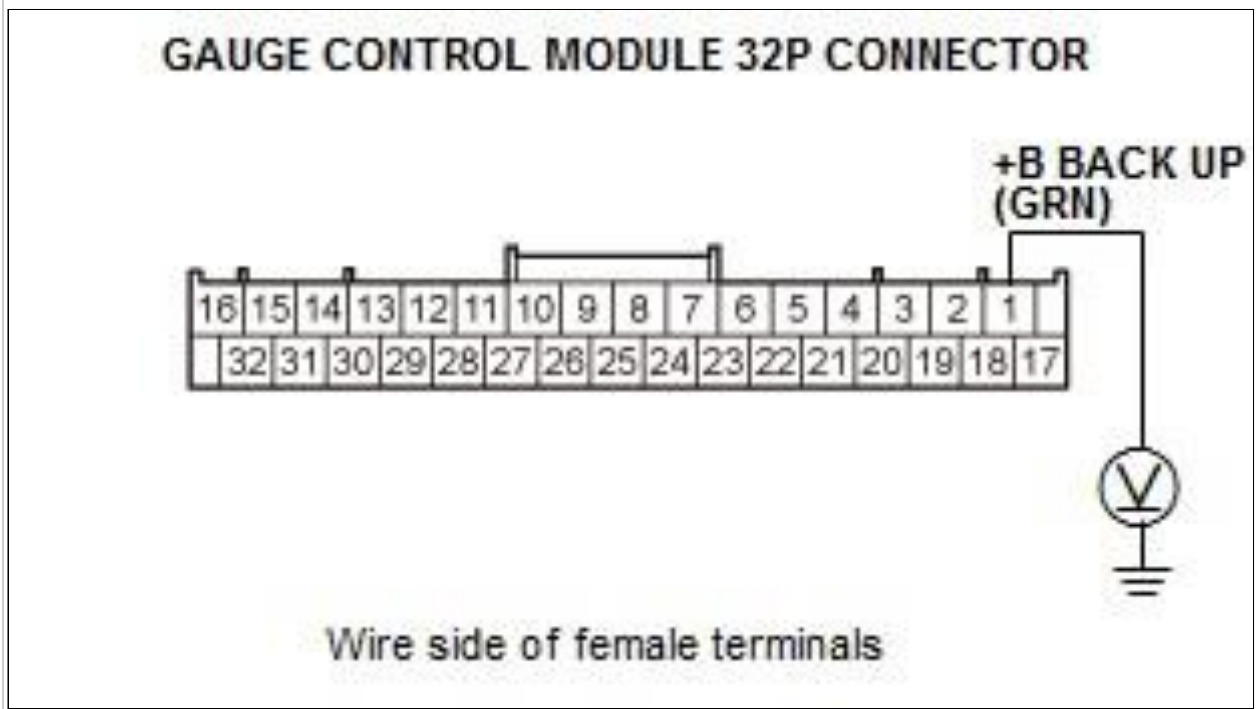 GAUGE CONTROL MODULE 32P CONNECTOR
+B BACK UP
(GRN)
16 15 14 13 12 11 10 9 8 7 6 5 4 3 2 1
32 31 30 29 28 27 26 25 24 23 22 21 20 19 18 17
V
Wire side of female terminals